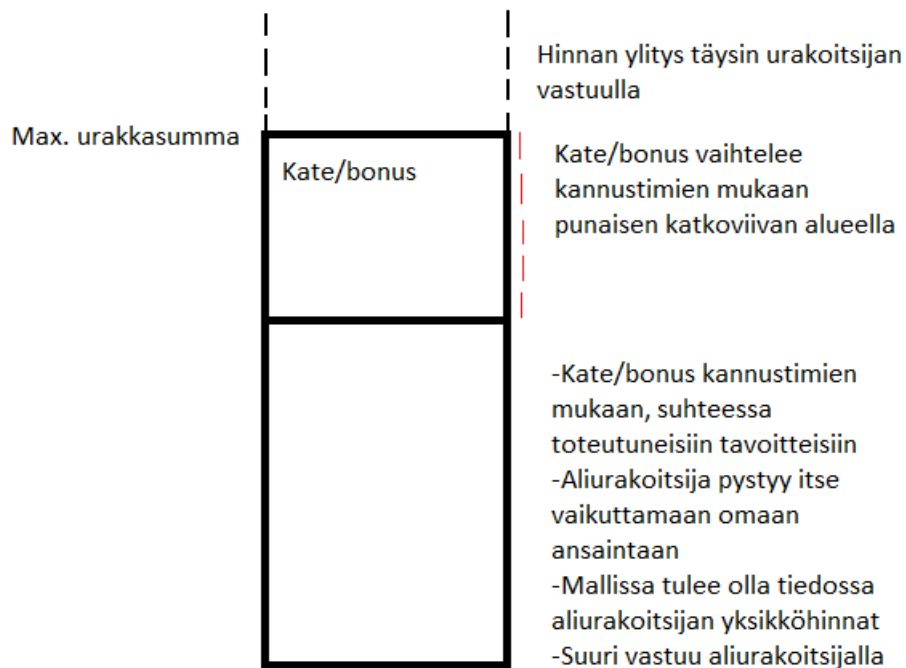 Hinnan ylitys täysin urakoitsijan
vastuulla
Max. urakkasumma
Kate/bonus
Kate/bonus vaihtelee
kannustimien mukaan
punaisen katkoviivan alueella
-Kate/bonus kannustimien
mukaan, suhteessa
toteutuneisiin tavoitteisiin
-Aliurakoitsija pystyy itse
vaikuttamaan omaan
ansaintaan
-Mallissa tulee olla tiedossa
aliurakoitsijan yksikköhinnat
-Suuri vastuu aliurakoitsijalla